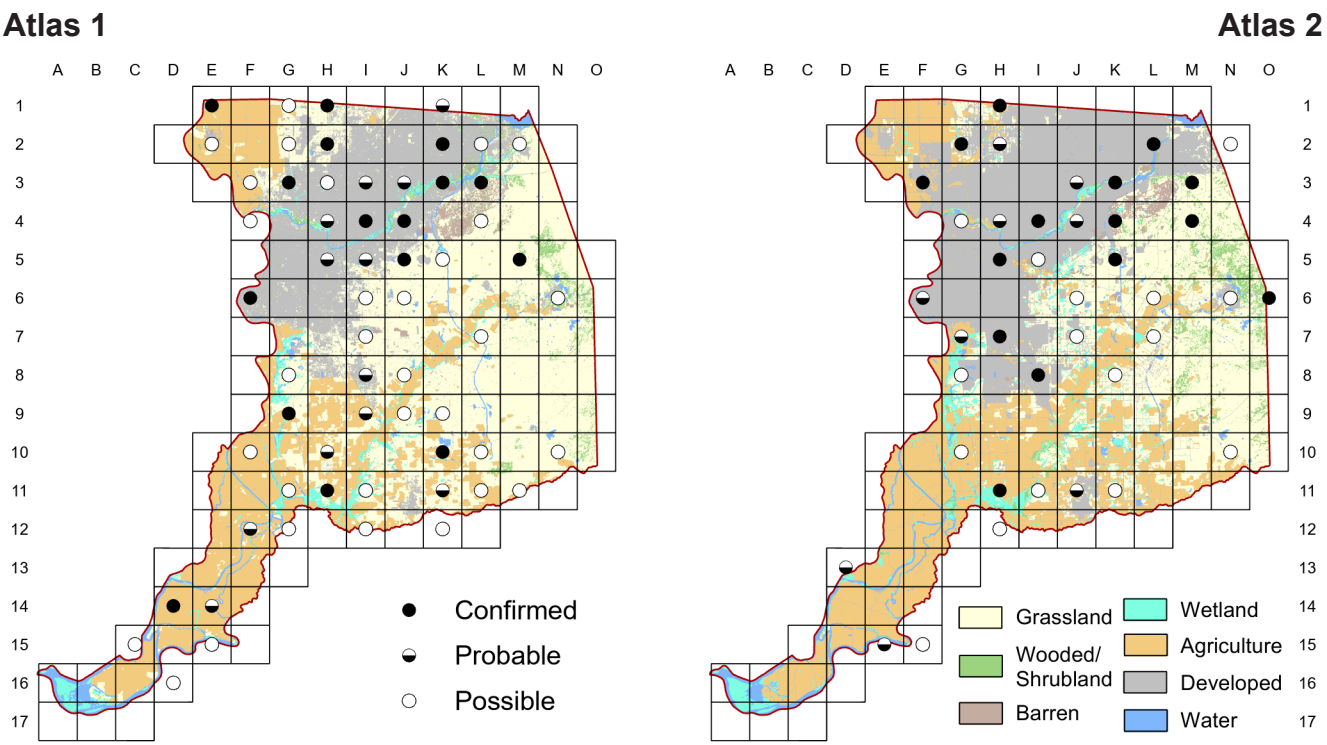 Atlas 1
Atlas 2
A B C D E F G H I J K L M N O
A B C D E F G H I J K L M N O
1
2
3
4
5
6
7
8
9
10
11
12
13
14
15
16
17
1
2
3
4
5
6
7
8
9
10
11
12
13
14
15
16
17
Confirmed
Probable
Possible
Grassland
Wooded/
Shrubland
Barren
Wetland
Agriculture
Developed
Water